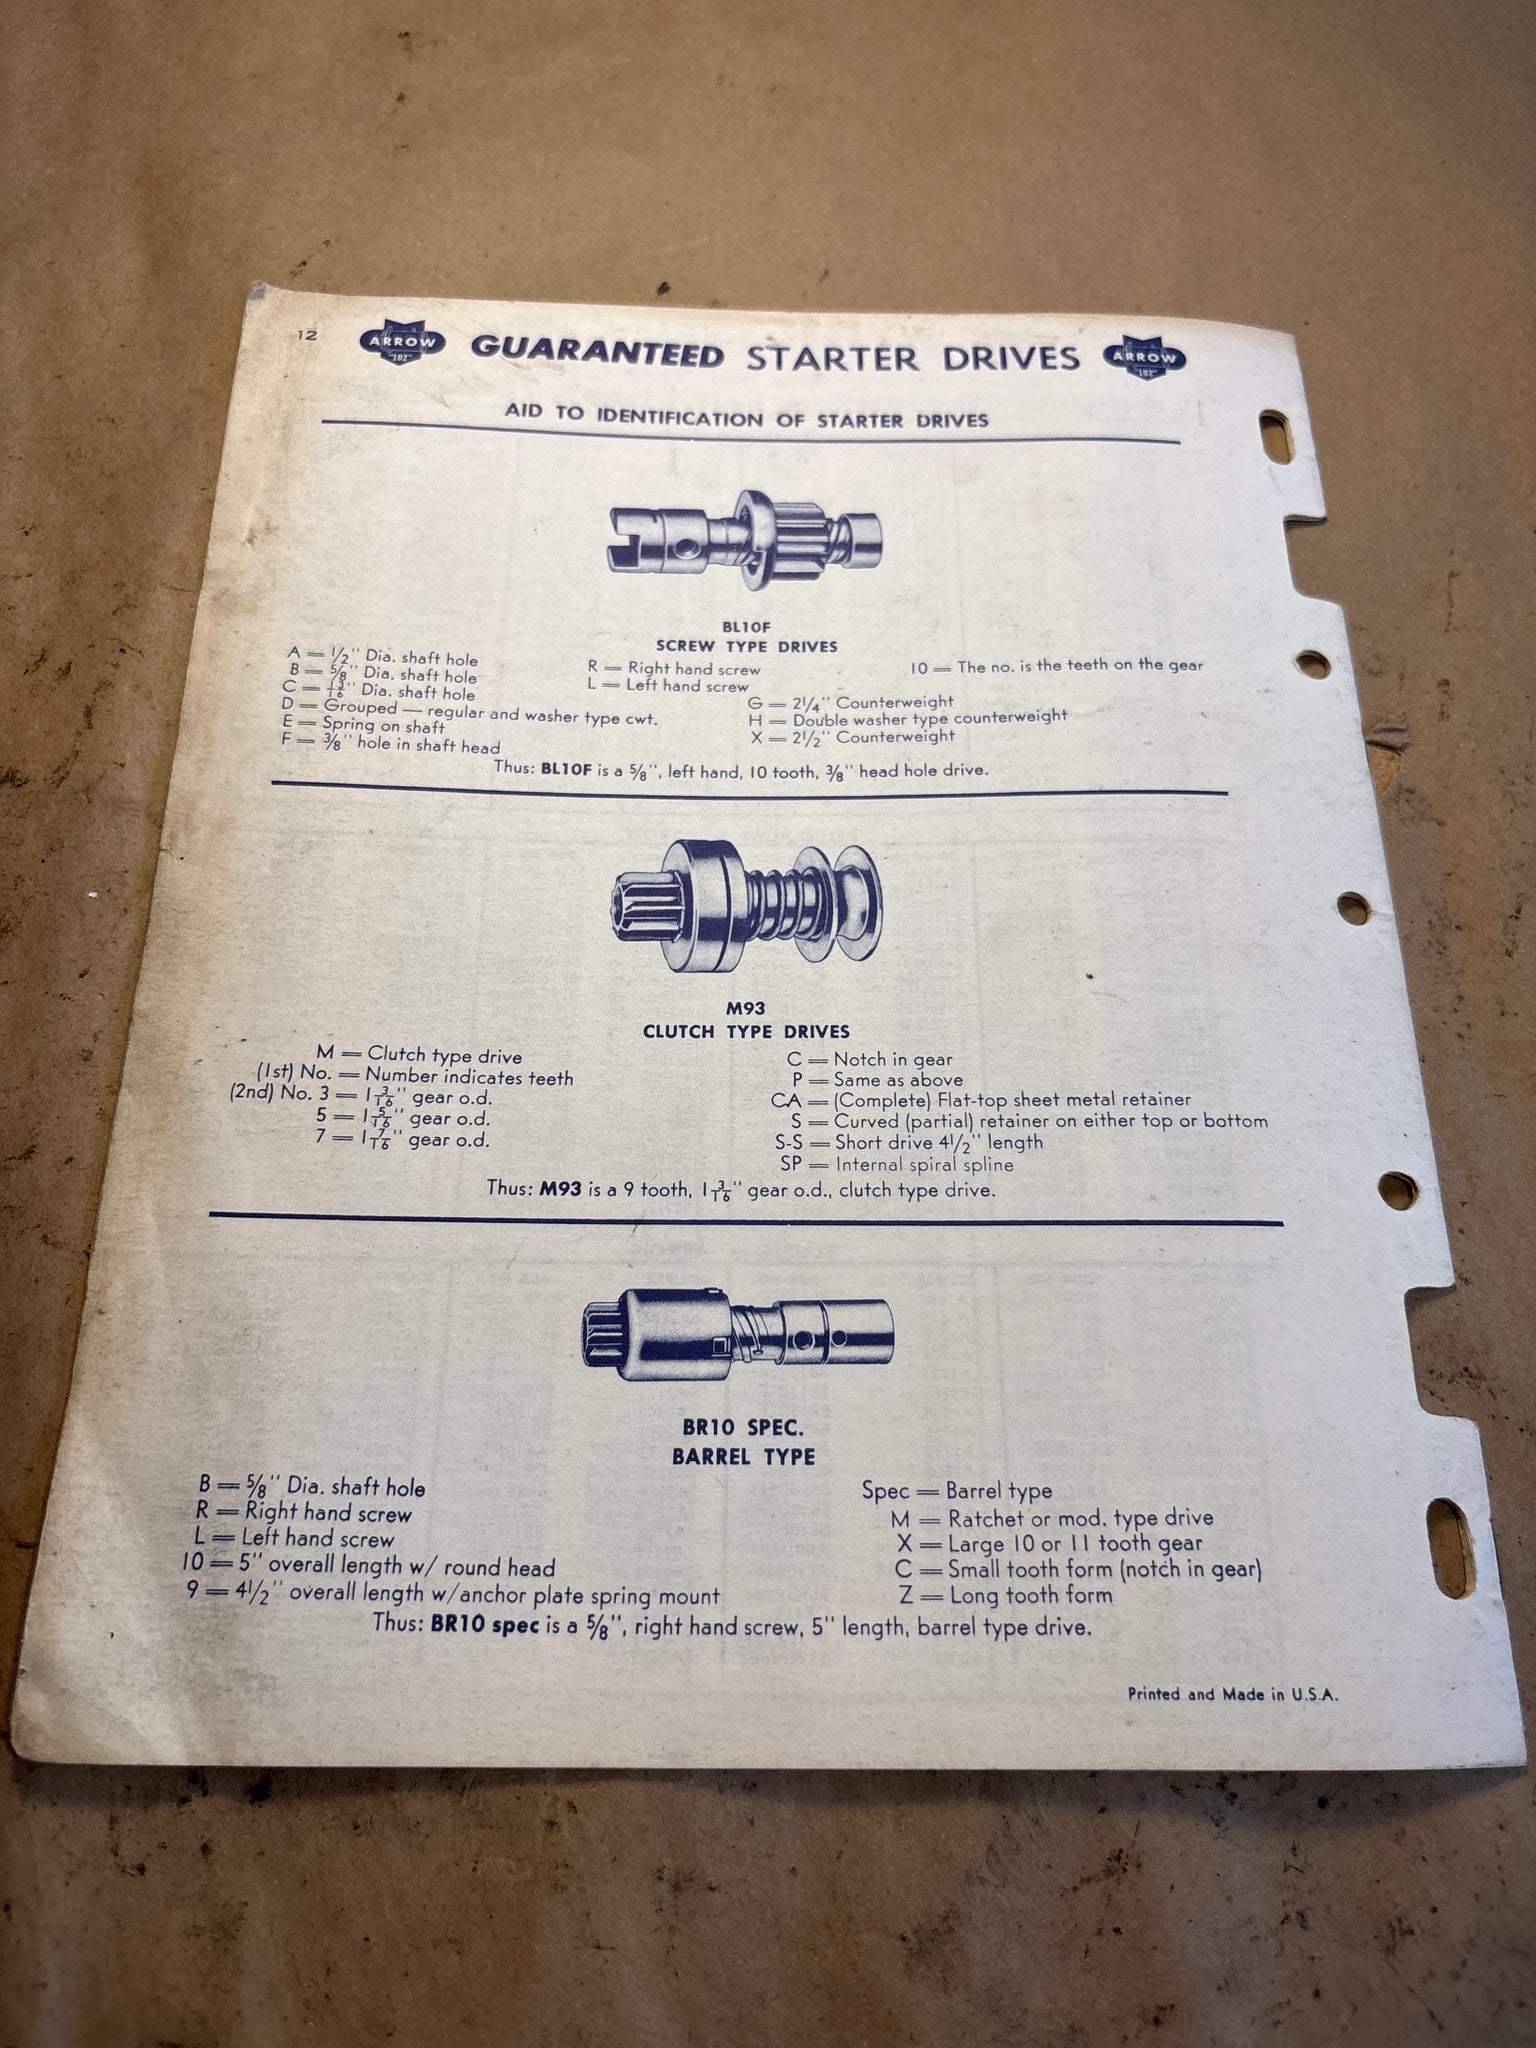 12
ARROW
"102"
GUARANTEED STARTER DRIVES
ARROW
"102"
AID TO IDENTIFICATION OF STARTER DRIVES
BL10F
SCREW TYPE DRIVES
A = 1/2" Dia. shaft hole
B = 5/8" Dia. shaft hole
C = 13/16" Dia. shaft hole
D = Grouped — regular and washer type cwt.
E = Spring on shaft
F = 3/8" hole in shaft head
R = Right hand screw
L = Left hand screw
10 = The no. is the teeth on the gear
G = 2 1/4" Counterweight
H = Double washer type counterweight
X = 2 1/2" Counterweight
Thus: BL10F is a 5/8", left hand, 10 tooth, 3/8" head hole drive.
M93
CLUTCH TYPE DRIVES
M = Clutch type drive
(1st) No. = Number indicates teeth
(2nd) No. 3 = 1 3/16" gear o.d.
5 = 1 5/16" gear o.d.
7 = 1 7/16" gear o.d.
C = Notch in gear
P = Same as above
CA = (Complete) Flat-top sheet metal retainer
S = Curved (partial) retainer on either top or bottom
S-S = Short drive 4 1/2" length
SP = Internal spiral spline
Thus: M93 is a 9 tooth, 1 3/16" gear o.d., clutch type drive.
BR10 SPEC.
BARREL TYPE
B = 5/8" Dia. shaft hole
R = Right hand screw
L = Left hand screw
10 = 5" overall length w/ round head
9 = 4 1/2" overall length w/anchor plate spring mount
Spec = Barrel type
M = Ratchet or mod. type drive
X = Large 10 or 11 tooth gear
C = Small tooth form (notch in gear)
Z = Long tooth form
Thus: BR10 spec is a 5/8", right hand screw, 5" length, barrel type drive.
Printed and Made in U.S.A.